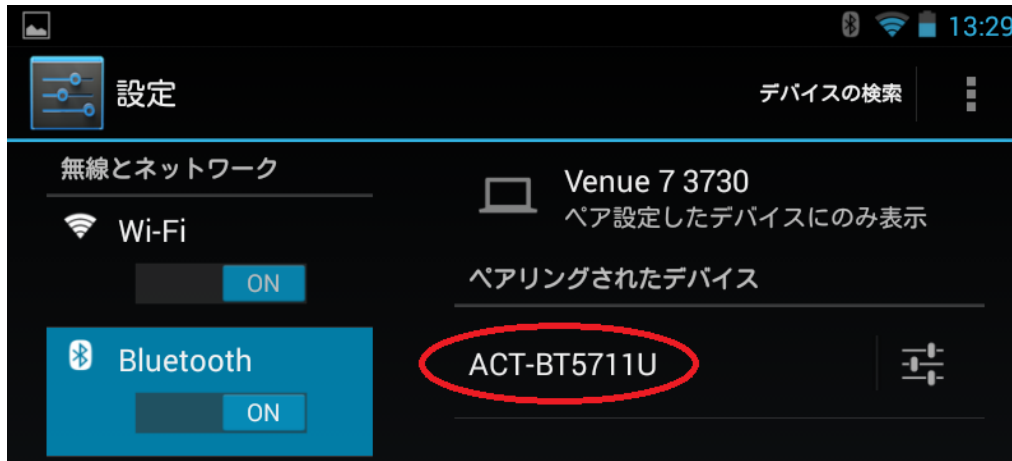 13:29
設定
デバイスの検索
無線とネットワーク
Wi-Fi
ON
Bluetooth
ON
Venue 7 3730
ペア設定したデバイスにのみ表示
ペアリングされたデバイス
ACT-BT5711U